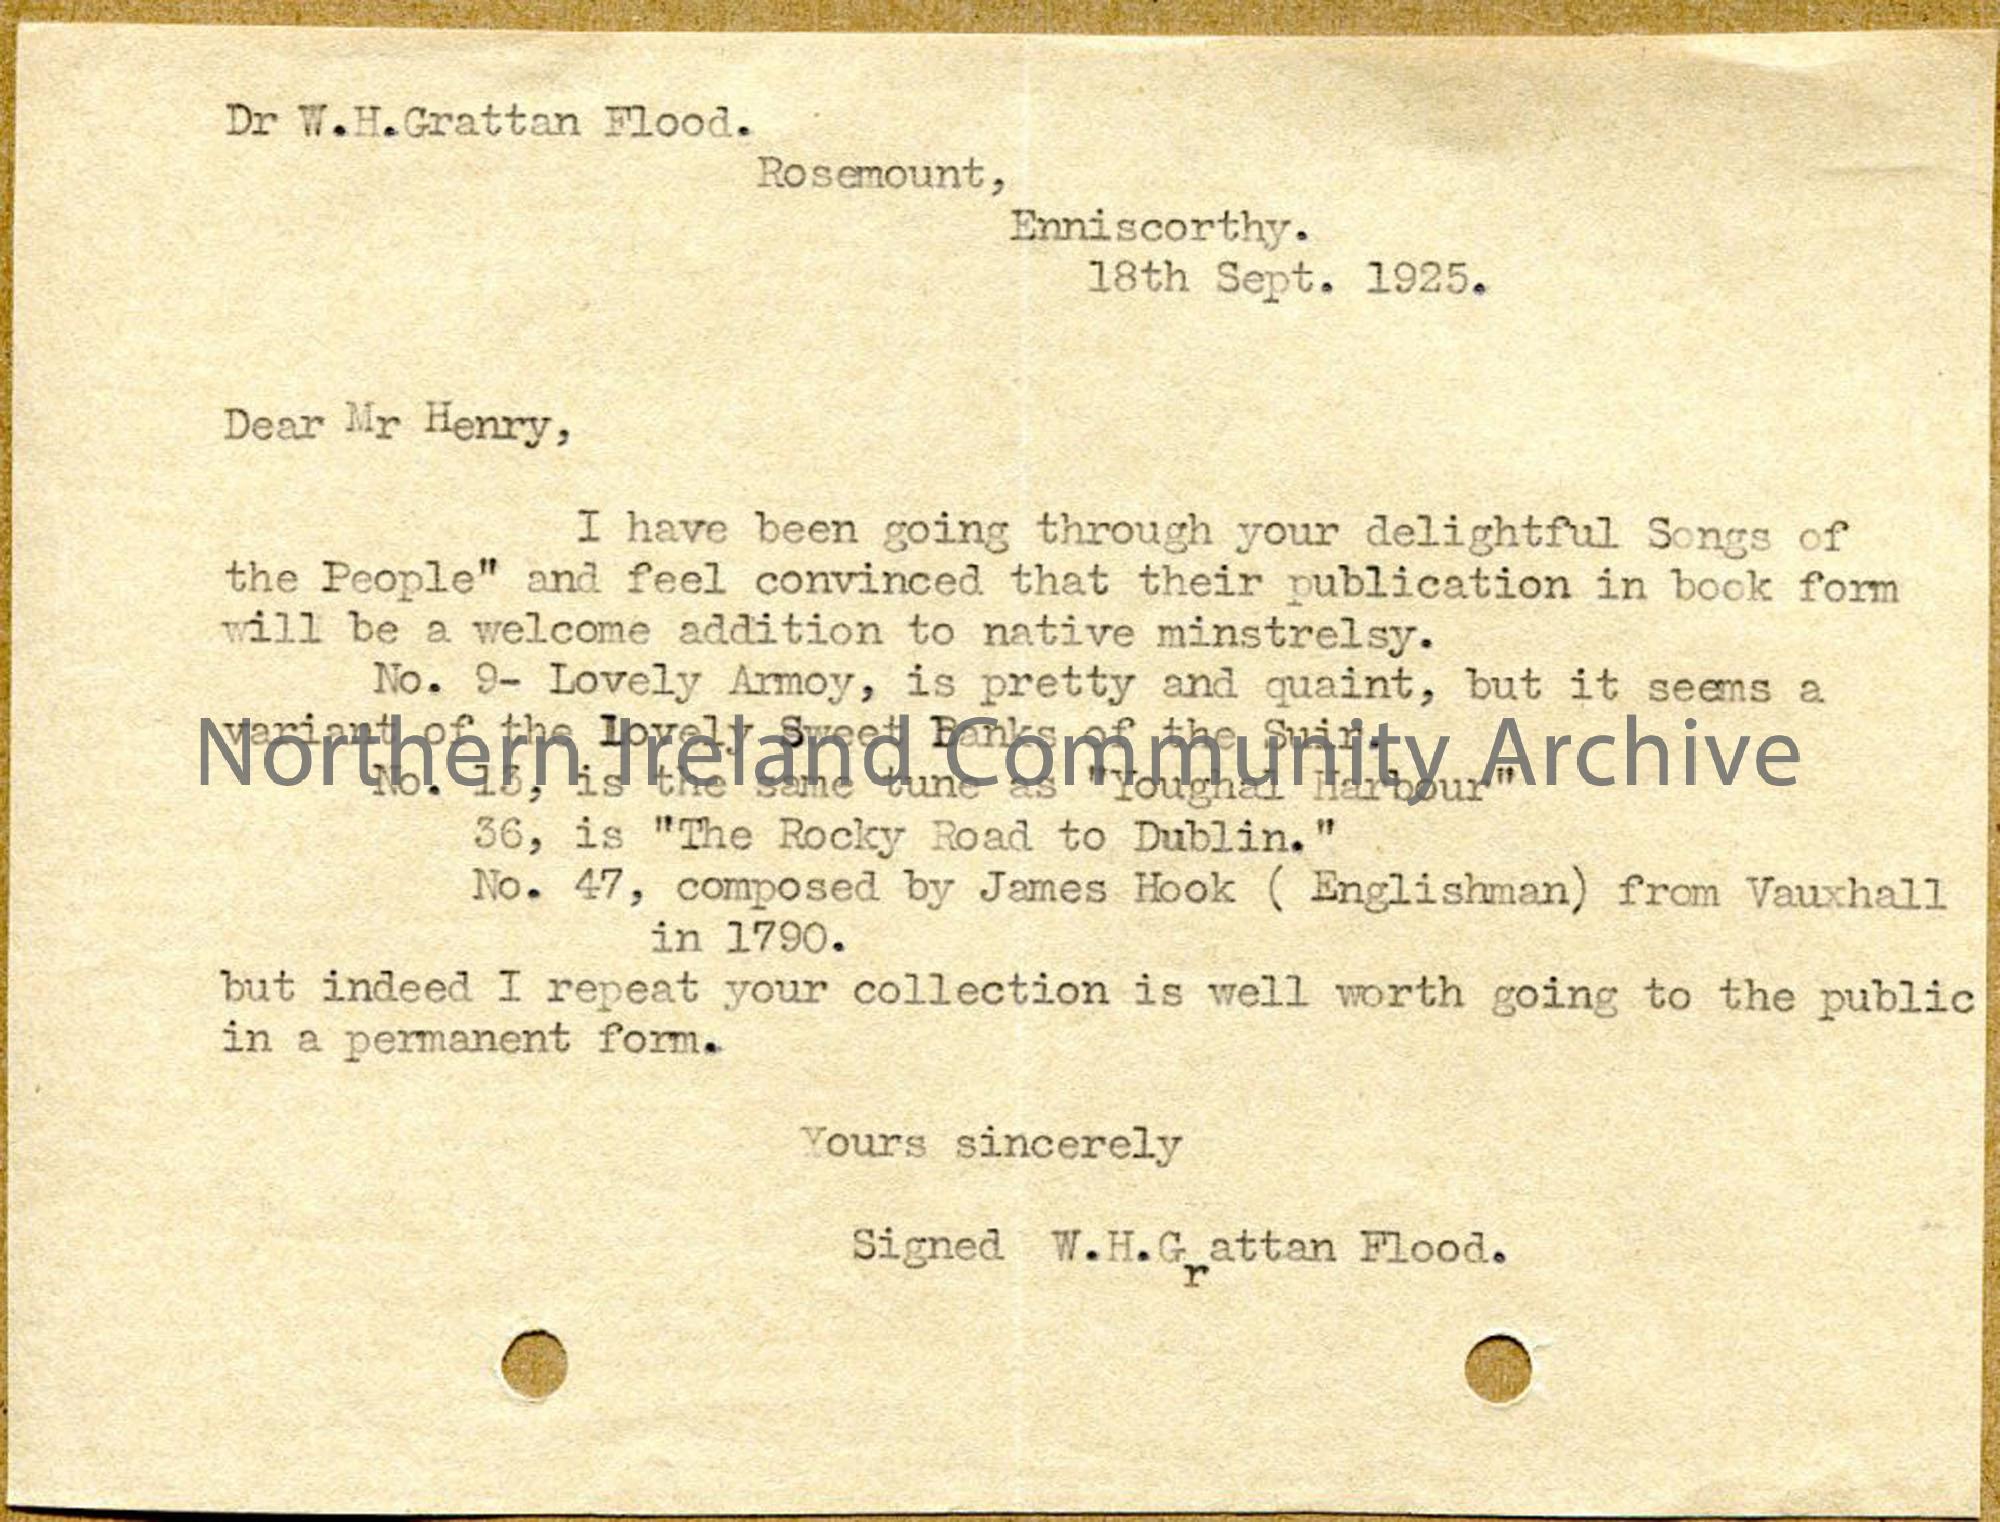 Dr W.H.Grattan Flood.
Rosemount,
Enniscorthy.
18th Sept. 1925.
Dear Mr Henry,
I have been going through your delightful Songs of
the People" and feel convinced that their publication in book form
will be a welcome addition to native minstrelsy.
No. 9- Lovely Armoy, is pretty and quaint, but it seems a
variant of the Lovely Sweet Banks of the Suir.
Northern Ireland Community Archive
No. 13, is the same tune as "Youghal Harbour"
36, is "The Rocky Road to Dublin."
No. 47, composed by James Hook ( Englishman) from Vauxhall
in 1790.
but indeed I repeat your collection is well worth going to the public
in a permanent form.
Yours sincerely
Signed W.H.Grattan Flood.